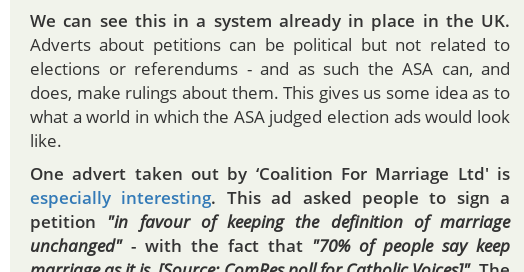 We can see this in a system already in place in the UK.
Adverts about petitions can be political but not related to
elections or referendums - and as such the ASA can, and
does, make rulings about them. This gives us some idea as to
what a world in which the ASA judged election ads would look
like.
One advert taken out by ‘Coalition For Marriage Ltd' is
especially interesting. This ad asked people to sign a
petition "in favour of keeping the definition of marriage
unchanged" - with the fact that "70% of people say keep
marriage as it is. [Source: ComRes poll for Catholic Voices]". The